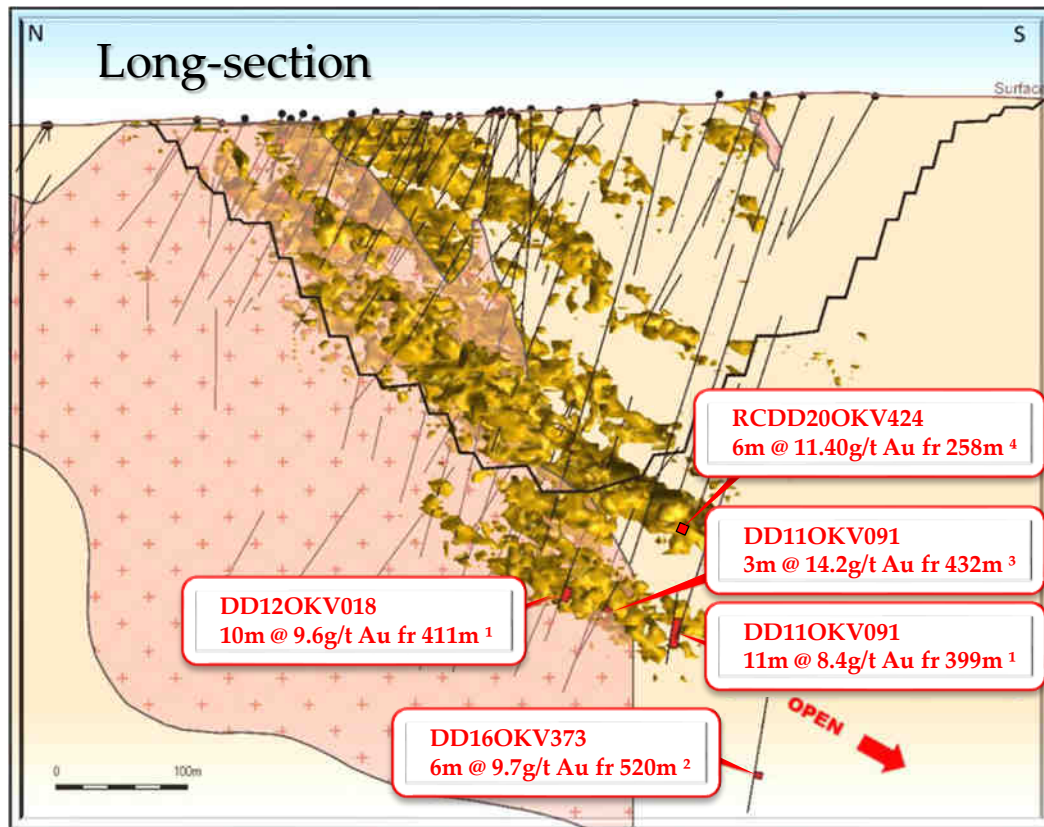 N
S
Long-section
Surface
RCDD20OKV424
6m @ 11.40g/t Au fr 258m ⁴
DD11OKV091
3m @ 14.2g/t Au fr 432m ³
DD12OKV018
10m @ 9.6g/t Au fr 411m ¹
DD11OKV091
11m @ 8.4g/t Au fr 399m ¹
OPEN
DD16OKV373
6m @ 9.7g/t Au fr 520m ²
0
100m